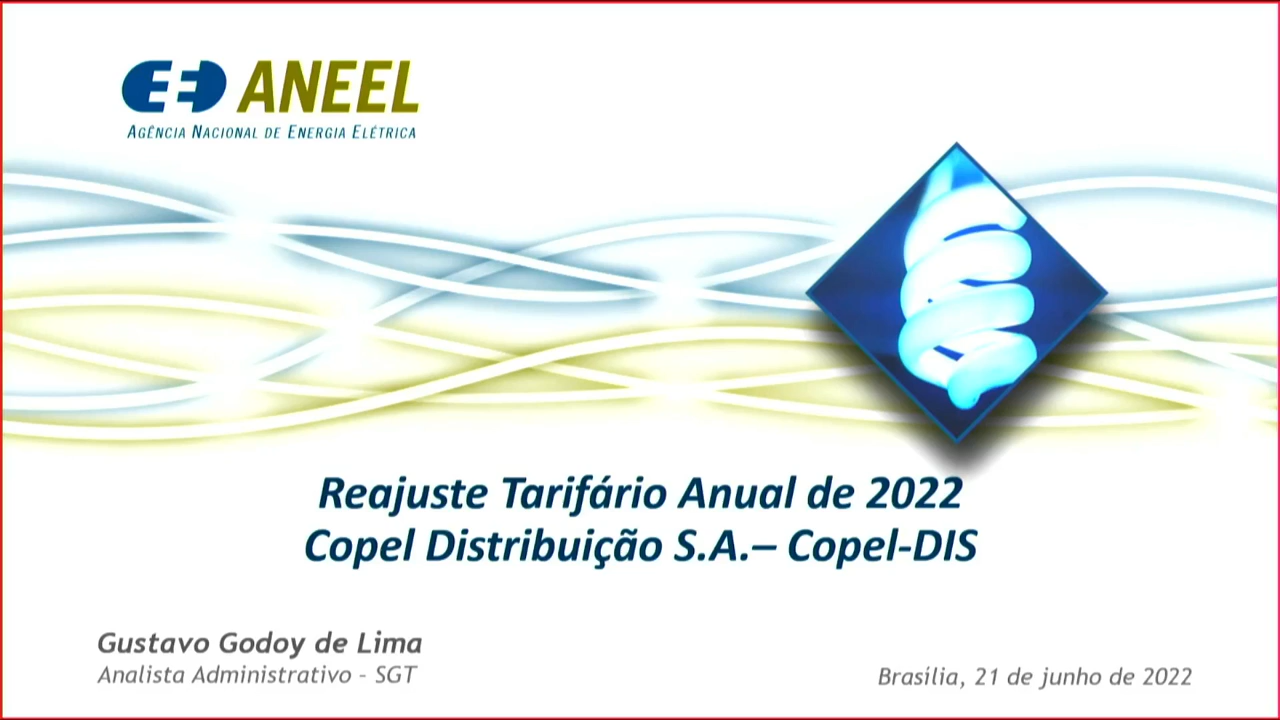 ANEEL
AGÊNCIA NACIONAL DE ENERGIA ELÉTRICA
Reajuste Tarifário Anual de 2022
Copel Distribuição S.A.– Copel-DIS
Gustavo Godoy de Lima
Analista Administrativo – SGT
Brasília, 21 de junho de 2022